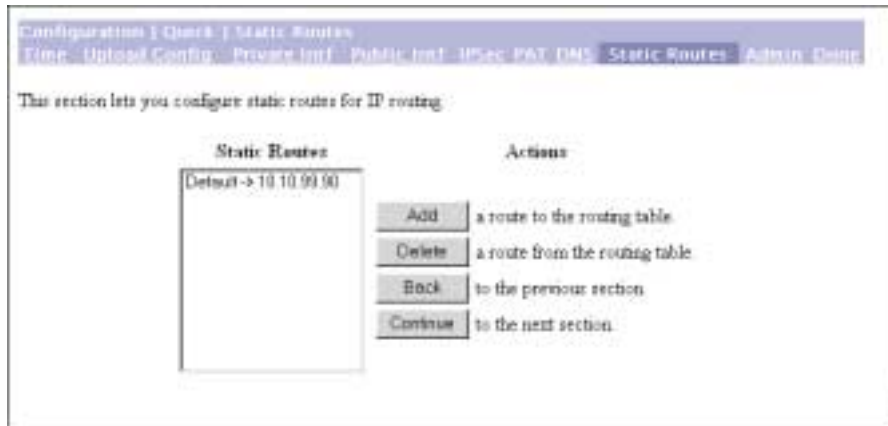 Configuration | Quick | Static Routes
Time Upload Config Private Intf Public Intf IPSec PAT DNS Static Routes Admin Done
This section lets you configure static routes for IP routing.
Static Routes
Actions
Default -> 10.10.99.90
Add a route to the routing table.
Delete a route from the routing table.
Back to the previous section.
Continue to the next section.